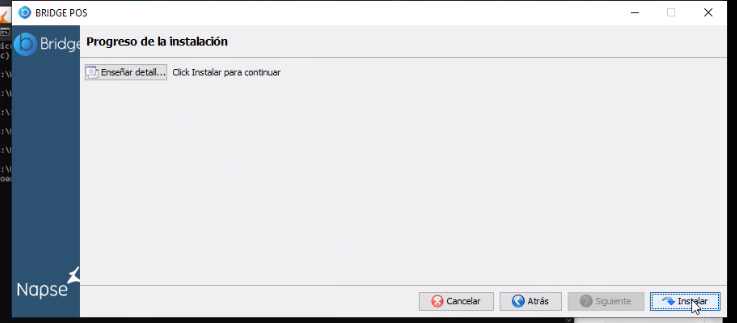 BRIDGE POS
Bridge
Progreso de la instalación
Enseñar detall...
Click Instalar para continuar
Napse
Cancelar
Atrás
Siguiente
Instalar